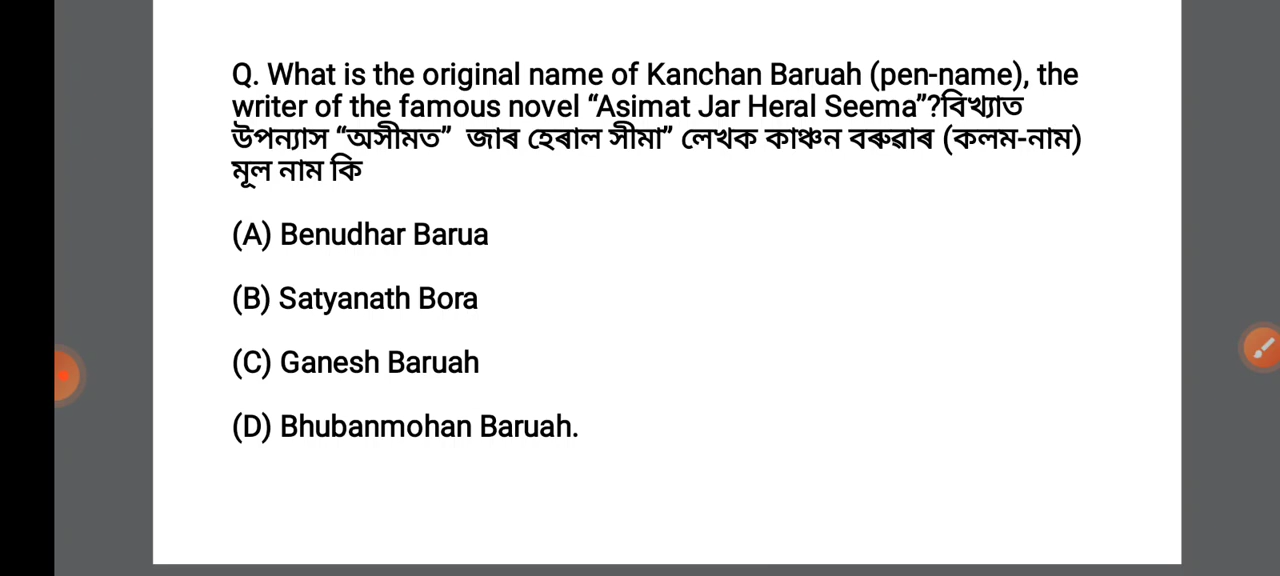 Q. What is the original name of Kanchan Baruah (pen-name), the
writer of the famous novel “Asimat Jar Heral Seema”?বিখ্যাত
উপন্যাস “অসীমত”  জাৰ হেৰাল সীমা” লেখক কাঞ্চন বৰুৱাৰ (কলম-নাম)
মূল নাম কি
(A) Benudhar Barua
(B) Satyanath Bora
(C) Ganesh Baruah
(D) Bhubanmohan Baruah.